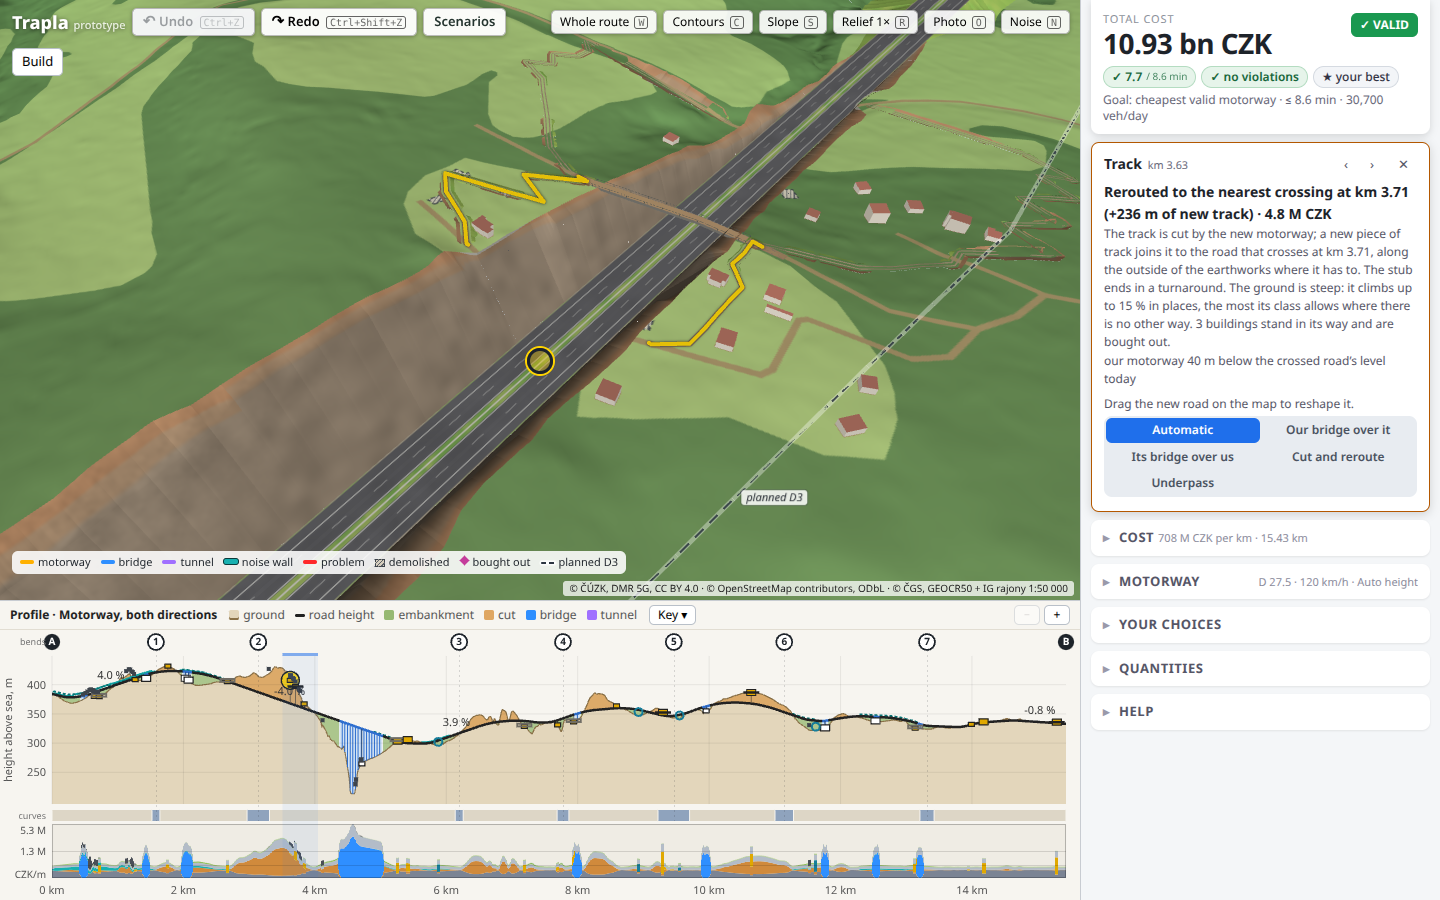 Trapla prototype
↶ Undo Ctrl+Z
↷ Redo Ctrl+Shift+Z
Scenarios
Whole route W
Contours C
Slope S
Relief 1× R
Photo O
Noise N
Build
planned D3
motorway
bridge
tunnel
noise wall
problem
demolished
bought out
planned D3
© ČÚZK, DMR 5G, CC BY 4.0 · © OpenStreetMap contributors, ODbL · © ČGS, GEOCR50 + IG rajony 1:50 000
Profile · Motorway, both directions
ground
road height
embankment
cut
bridge
tunnel
Key ▾
−
+
bends
A
1
2
3
4
5
6
7
B
height above sea, m
400
350
300
250
4.0 %
-4.0 %
3.9 %
-0.8 %
curves
5.3 M
1.3 M
CZK/m
0 km
2 km
4 km
6 km
8 km
10 km
12 km
14 km
TOTAL COST
✓ VALID
10.93 bn CZK
✓ 7.7 / 8.6 min
✓ no violations
★ your best
Goal: cheapest valid motorway · ≤ 8.6 min · 30,700
veh/day
Track km 3.63
‹ › ✕
Rerouted to the nearest crossing at km 3.71
(+236 m of new track) · 4.8 M CZK
The track is cut by the new motorway; a new piece of
track joins it to the road that crosses at km 3.71, along
the outside of the earthworks where it has to. The stub
ends in a turnaround. The ground is steep: it climbs up
to 15 % in places, the most its class allows where there
is no other way. 3 buildings stand in its way and are
bought out.
our motorway 40 m below the crossed road's level
today
Drag the new road on the map to reshape it.
Automatic
Our bridge over it
Its bridge over us
Cut and reroute
Underpass
▸ COST 708 M CZK per km · 15.43 km
▸ MOTORWAY D 27.5 · 120 km/h · Auto height
▸ YOUR CHOICES
▸ QUANTITIES
▸ HELP